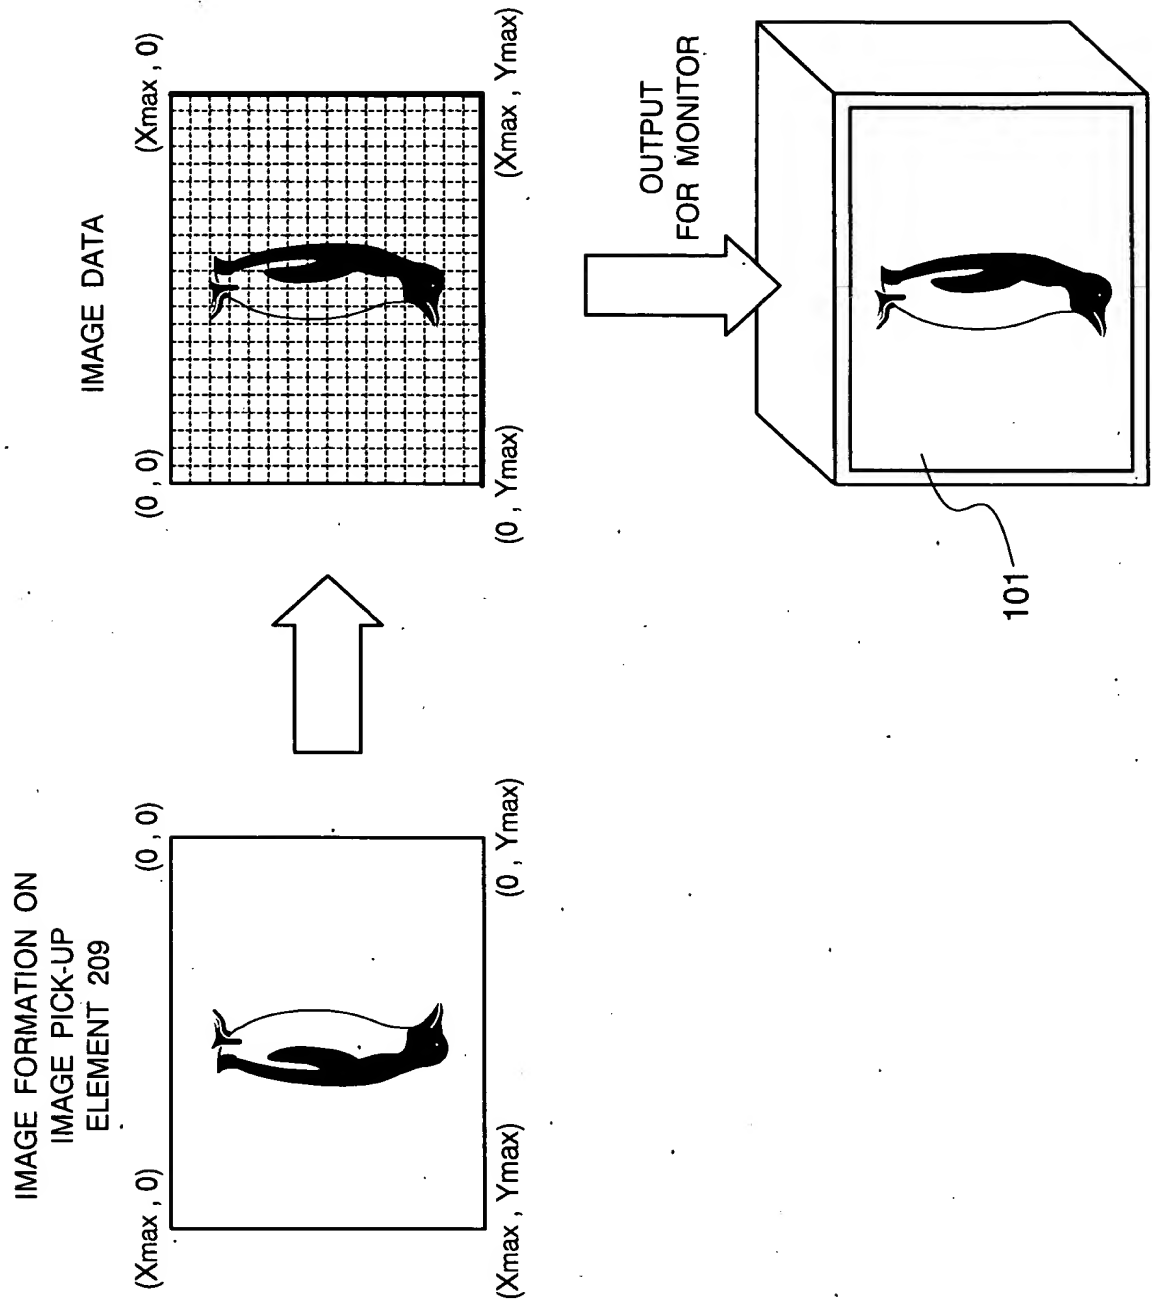 IMAGE FORMATION ON
IMAGE PICK-UP
ELEMENT 209
(Xmax , 0)
(0 , 0)
(Xmax , Ymax)
(0 , Ymax)
IMAGE DATA
(0 , 0)
(Xmax , 0)
(0 , Ymax)
(Xmax , Ymax)
OUTPUT
FOR MONITOR
101